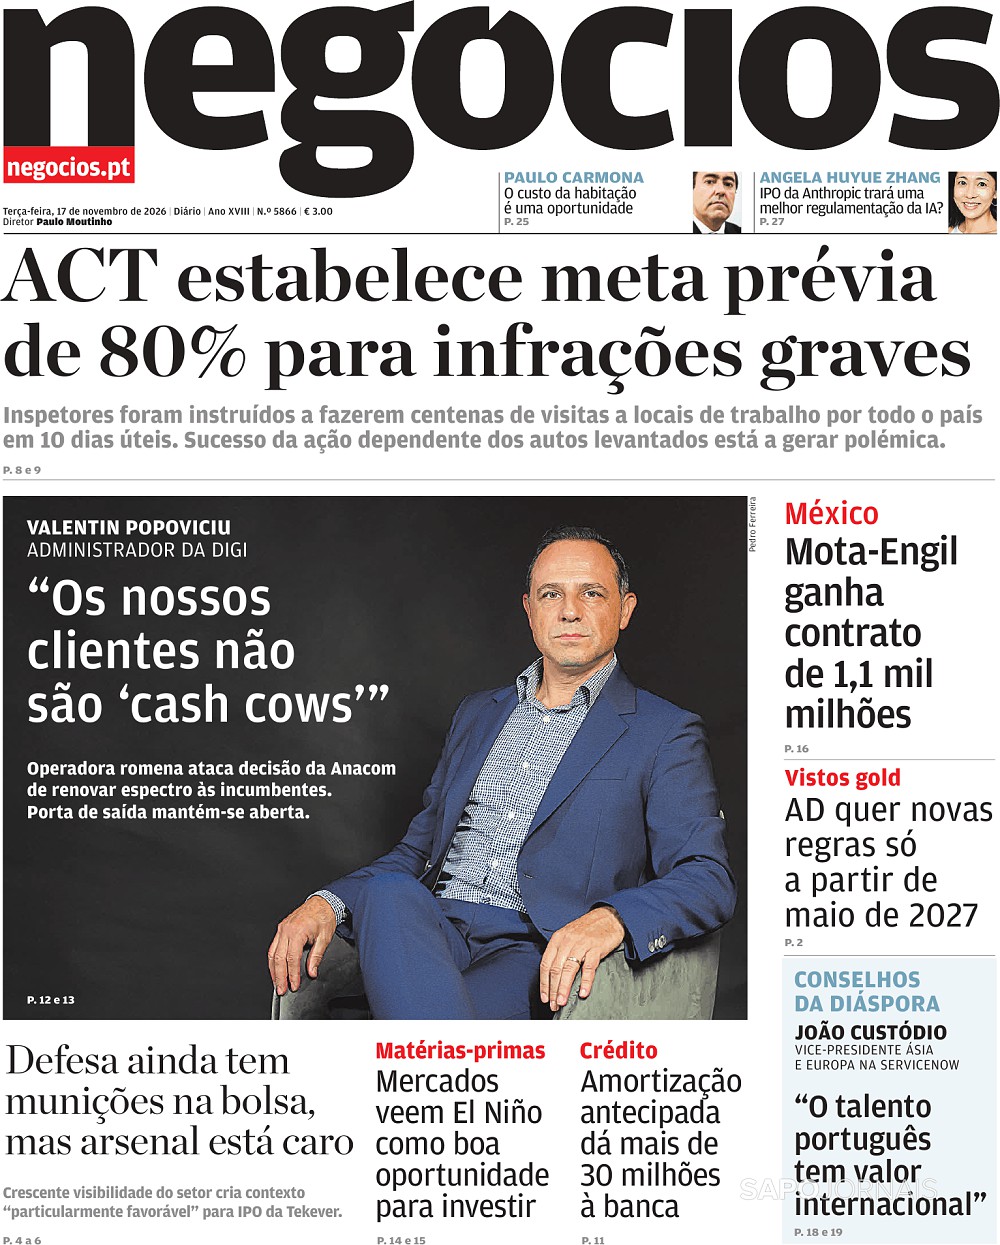 negócios
negocios.pt
Terça-feira, 17 de novembro de 2026 | Diário | Ano XVIII | N.º 5866 | € 3.00
Diretor Paulo Moutinho
PAULO CARMONA
O custo da habitação
é uma oportunidade
P. 25
ANGELA HUYUE ZHANG
IPO da Anthropic trará uma
melhor regulamentação da IA?
P. 27
ACT estabelece meta prévia
de 80% para infrações graves
Inspetores foram instruídos a fazerem centenas de visitas a locais de trabalho por todo o país
em 10 dias úteis. Sucesso da ação dependente dos autos levantados está a gerar polémica.
P. 8 e 9
VALENTIN POPOVICIU
ADMINISTRADOR DA DIGI
“Os nossos
clientes não
são ‘cash cows’”
Operadora romena ataca decisão da Anacom
de renovar espectro às incumbentes.
Porta de saída mantém-se aberta.
P. 12 e 13
Pedro Ferreira
México
Mota-Engil
ganha
contrato
de 1,1 mil
milhões
P. 16
Vistos gold
AD quer novas
regras só
a partir de
maio de 2027
P. 2
CONSELHOS
DA DIÁSPORA
JOÃO CUSTÓDIO
VICE-PRESIDENTE ÁSIA
E EUROPA NA SERVICENOW
“O talento
português
tem valor
internacional”
P. 18 e 19
SAPOJORNAIS
Defesa ainda tem
munições na bolsa,
mas arsenal está caro
Crescente visibilidade do setor cria contexto
“particularmente favorável” para IPO da Tekever.
P. 4 a 6
Matérias-primas
Mercados
veem El Niño
como boa
oportunidade
para investir
P. 14 e 15
Crédito
Amortização
antecipada
dá mais de
30 milhões
à banca
P. 11